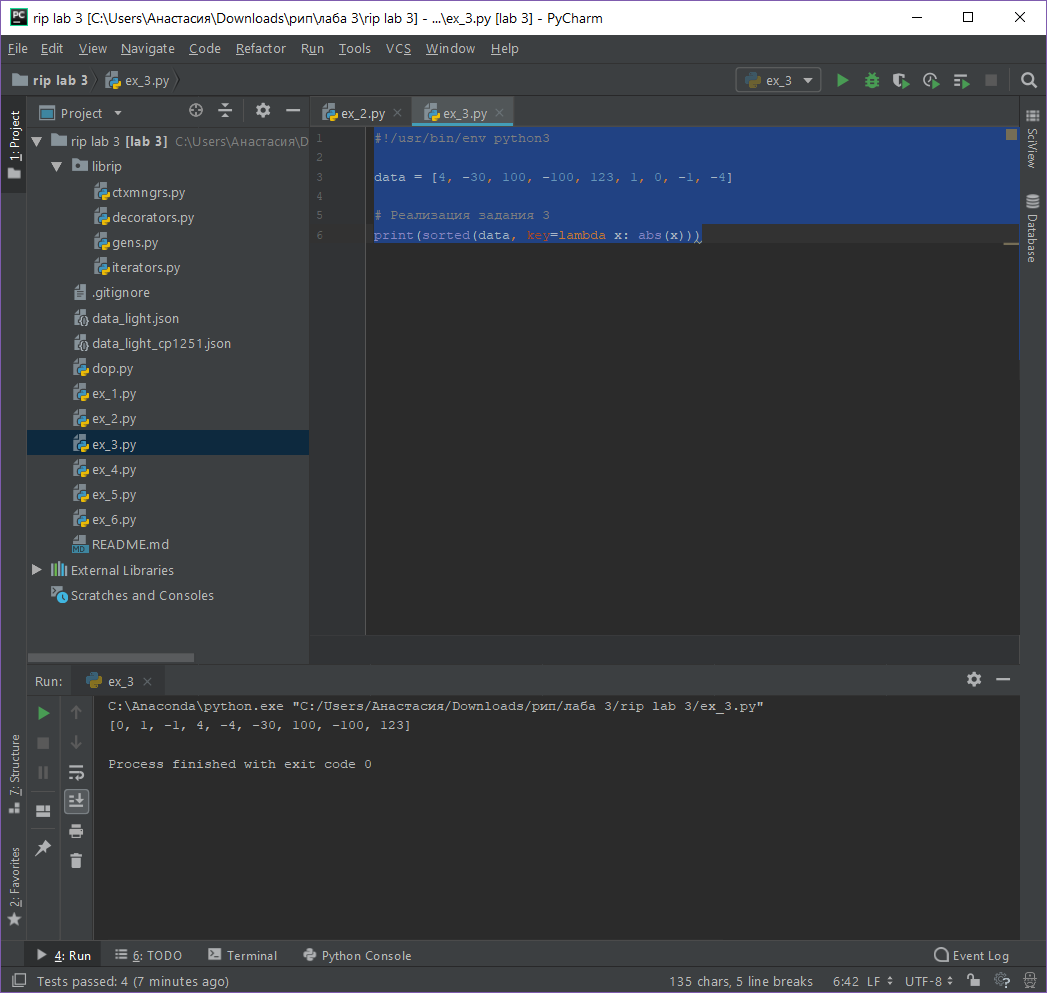 rip lab 3 [C:\Users\Анастасия\Downloads\рип\лаба 3\rip lab 3] - ...\ex_3.py [lab 3] - PyCharm
File Edit View Navigate Code Refactor Run Tools VCS Window Help
rip lab 3 ex_3.py ex_3
Project ex_2.py ex_3.py
1: Project
rip lab 3 [lab 3] C:\Users\Анастасия\D
librip
ctxmngrs.py
decorators.py
gens.py
iterators.py
.gitignore
data_light.json
data_light_cp1251.json
dop.py
ex_1.py
ex_2.py
ex_3.py
ex_4.py
ex_5.py
ex_6.py
README.md
External Libraries
Scratches and Consoles
1 #!/usr/bin/env python3
2
3 data = [4, -30, 100, -100, 123, 1, 0, -1, -4]
4
5 # Реализация задания 3
6 print(sorted(data, key=lambda x: abs(x)))
SciView
Database
Run: ex_3
C:\Anaconda\python.exe "C:/Users/Анастасия/Downloads/рип/лаба 3/rip lab 3/ex_3.py"
[0, 1, -1, 4, -4, -30, 100, -100, 123]
Process finished with exit code 0
7: Structure
2: Favorites
4: Run 6: TODO Terminal Python Console Event Log
Tests passed: 4 (7 minutes ago) 135 chars, 5 line breaks 6:42 LF UTF-8